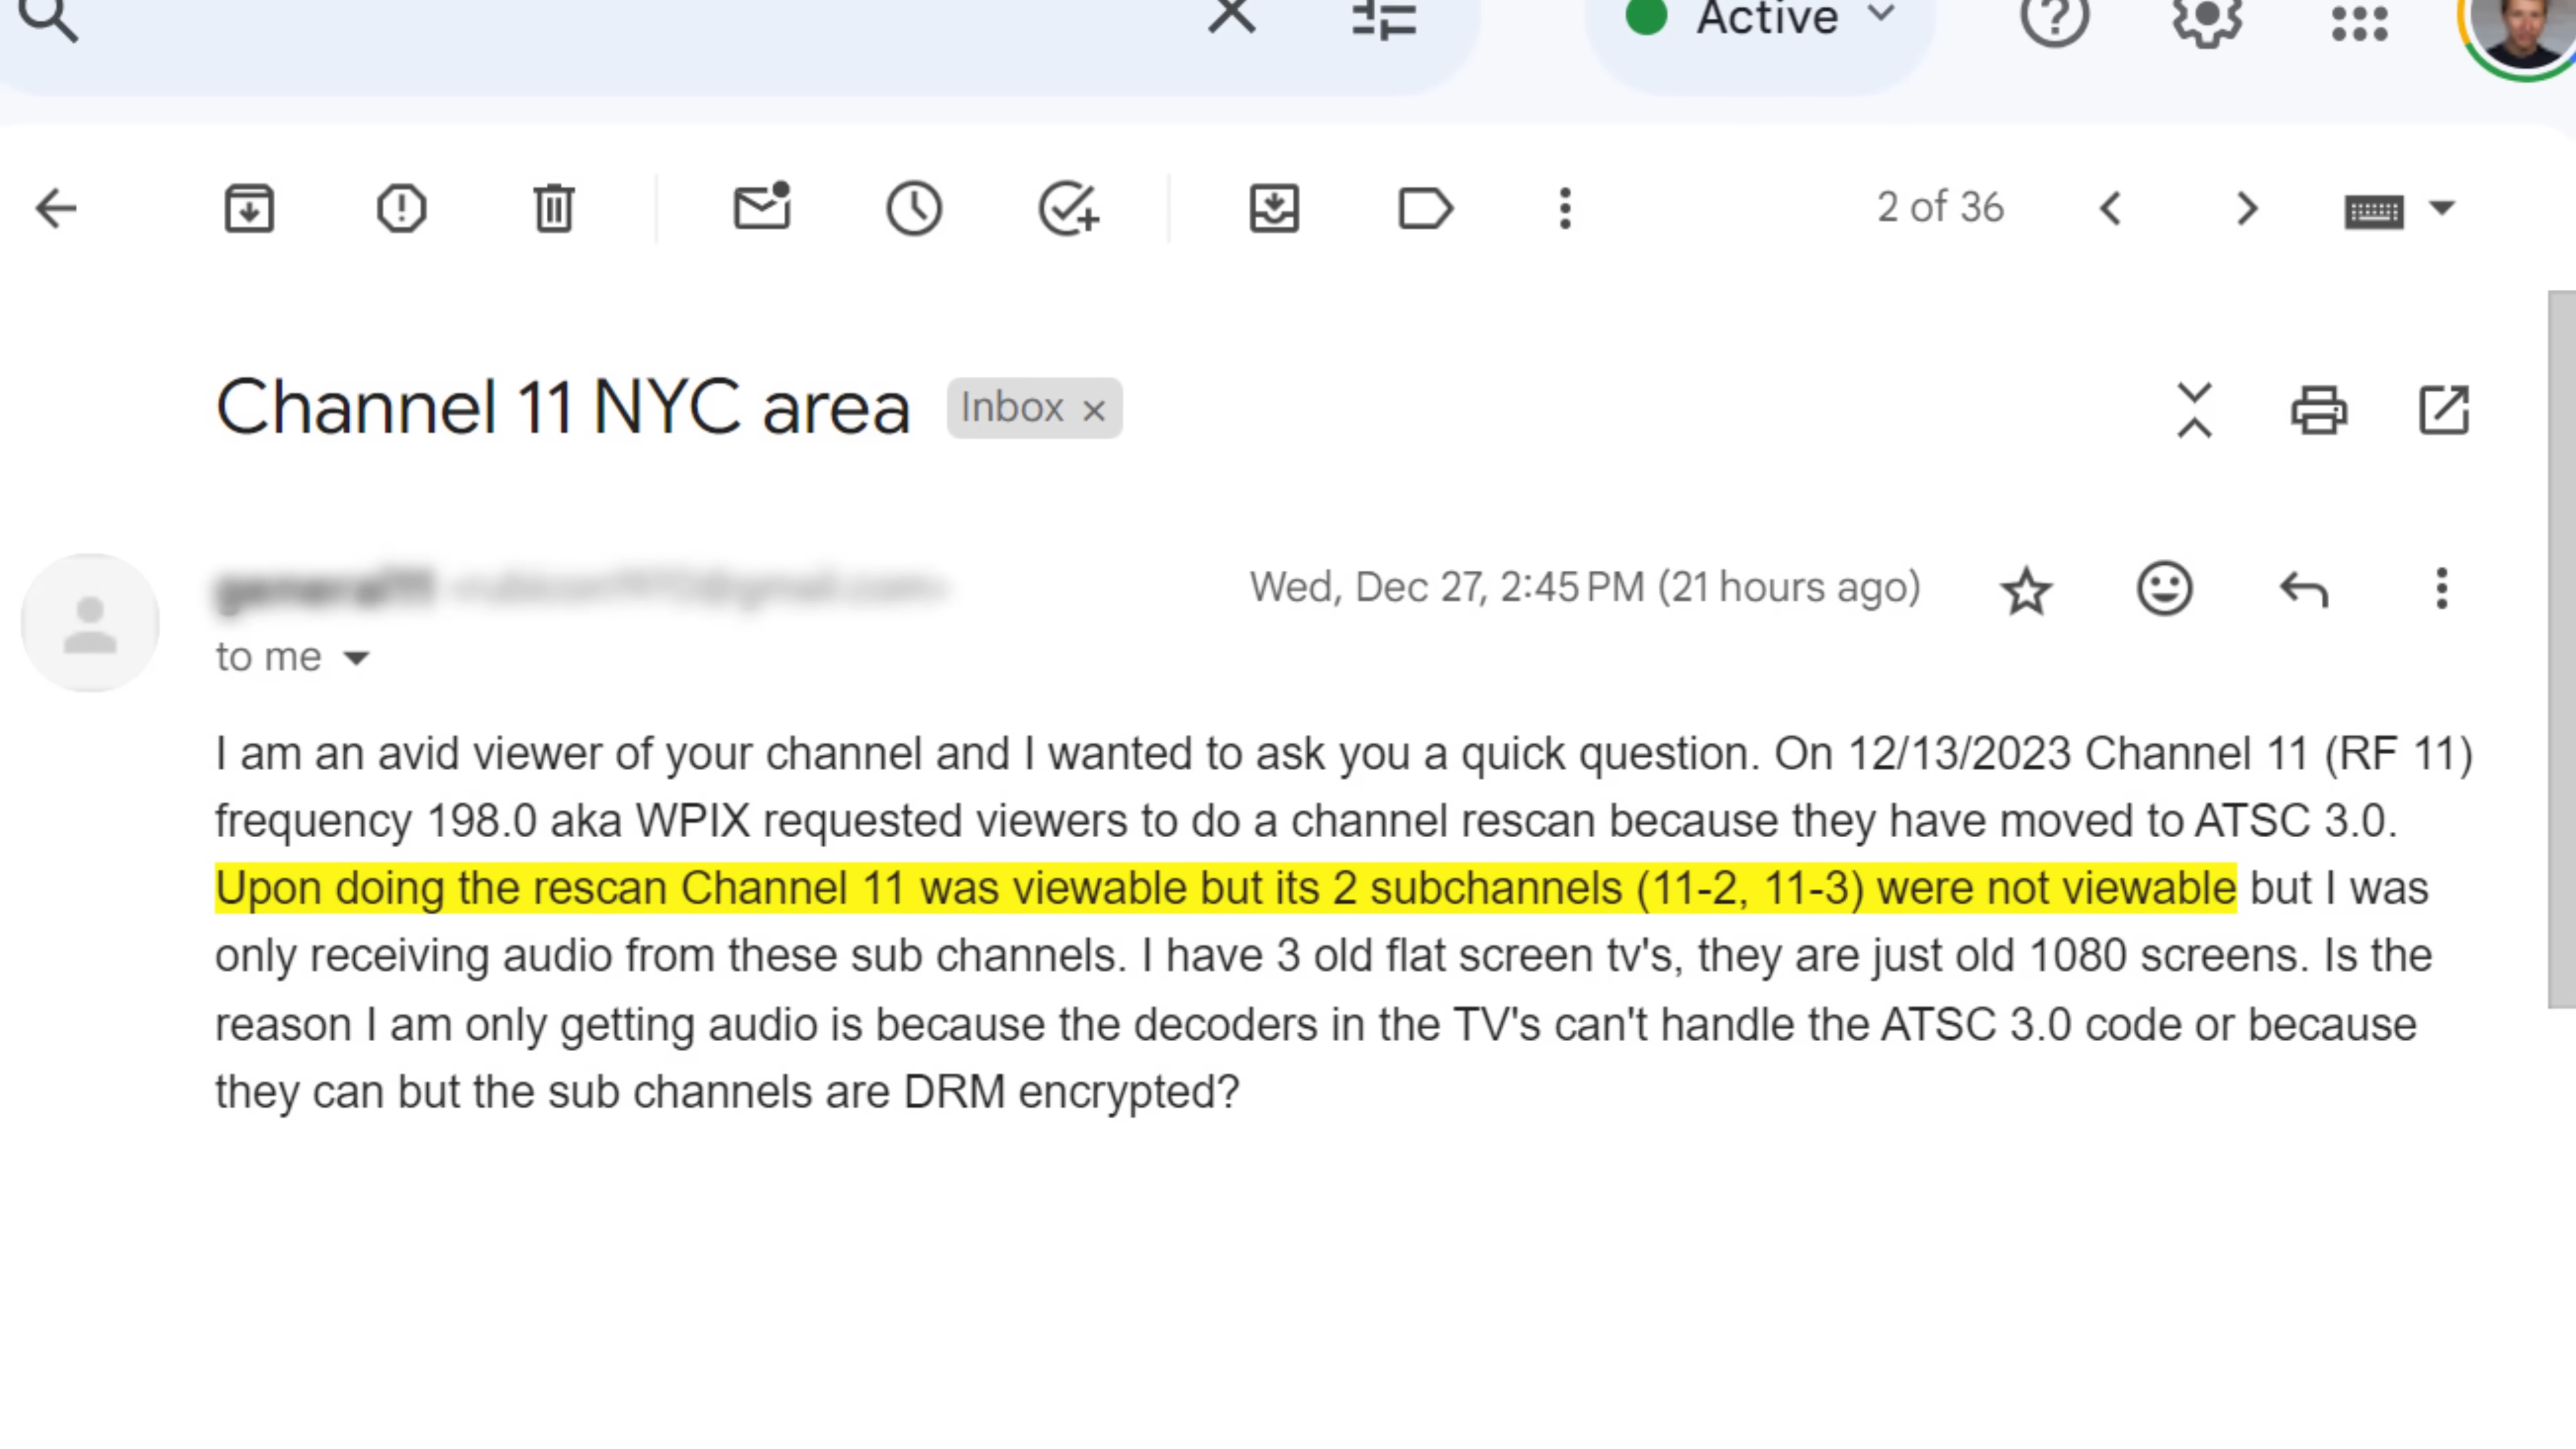 Active
2 of 36
Channel 11 NYC area Inbox ×
Wed, Dec 27, 2:45 PM (21 hours ago)
to me
I am an avid viewer of your channel and I wanted to ask you a quick question. On 12/13/2023 Channel 11 (RF 11)
frequency 198.0 aka WPIX requested viewers to do a channel rescan because they have moved to ATSC 3.0.
Upon doing the rescan Channel 11 was viewable but its 2 subchannels (11-2, 11-3) were not viewable but I was
only receiving audio from these sub channels. I have 3 old flat screen tv's, they are just old 1080 screens. Is the
reason I am only getting audio is because the decoders in the TV's can't handle the ATSC 3.0 code or because
they can but the sub channels are DRM encrypted?